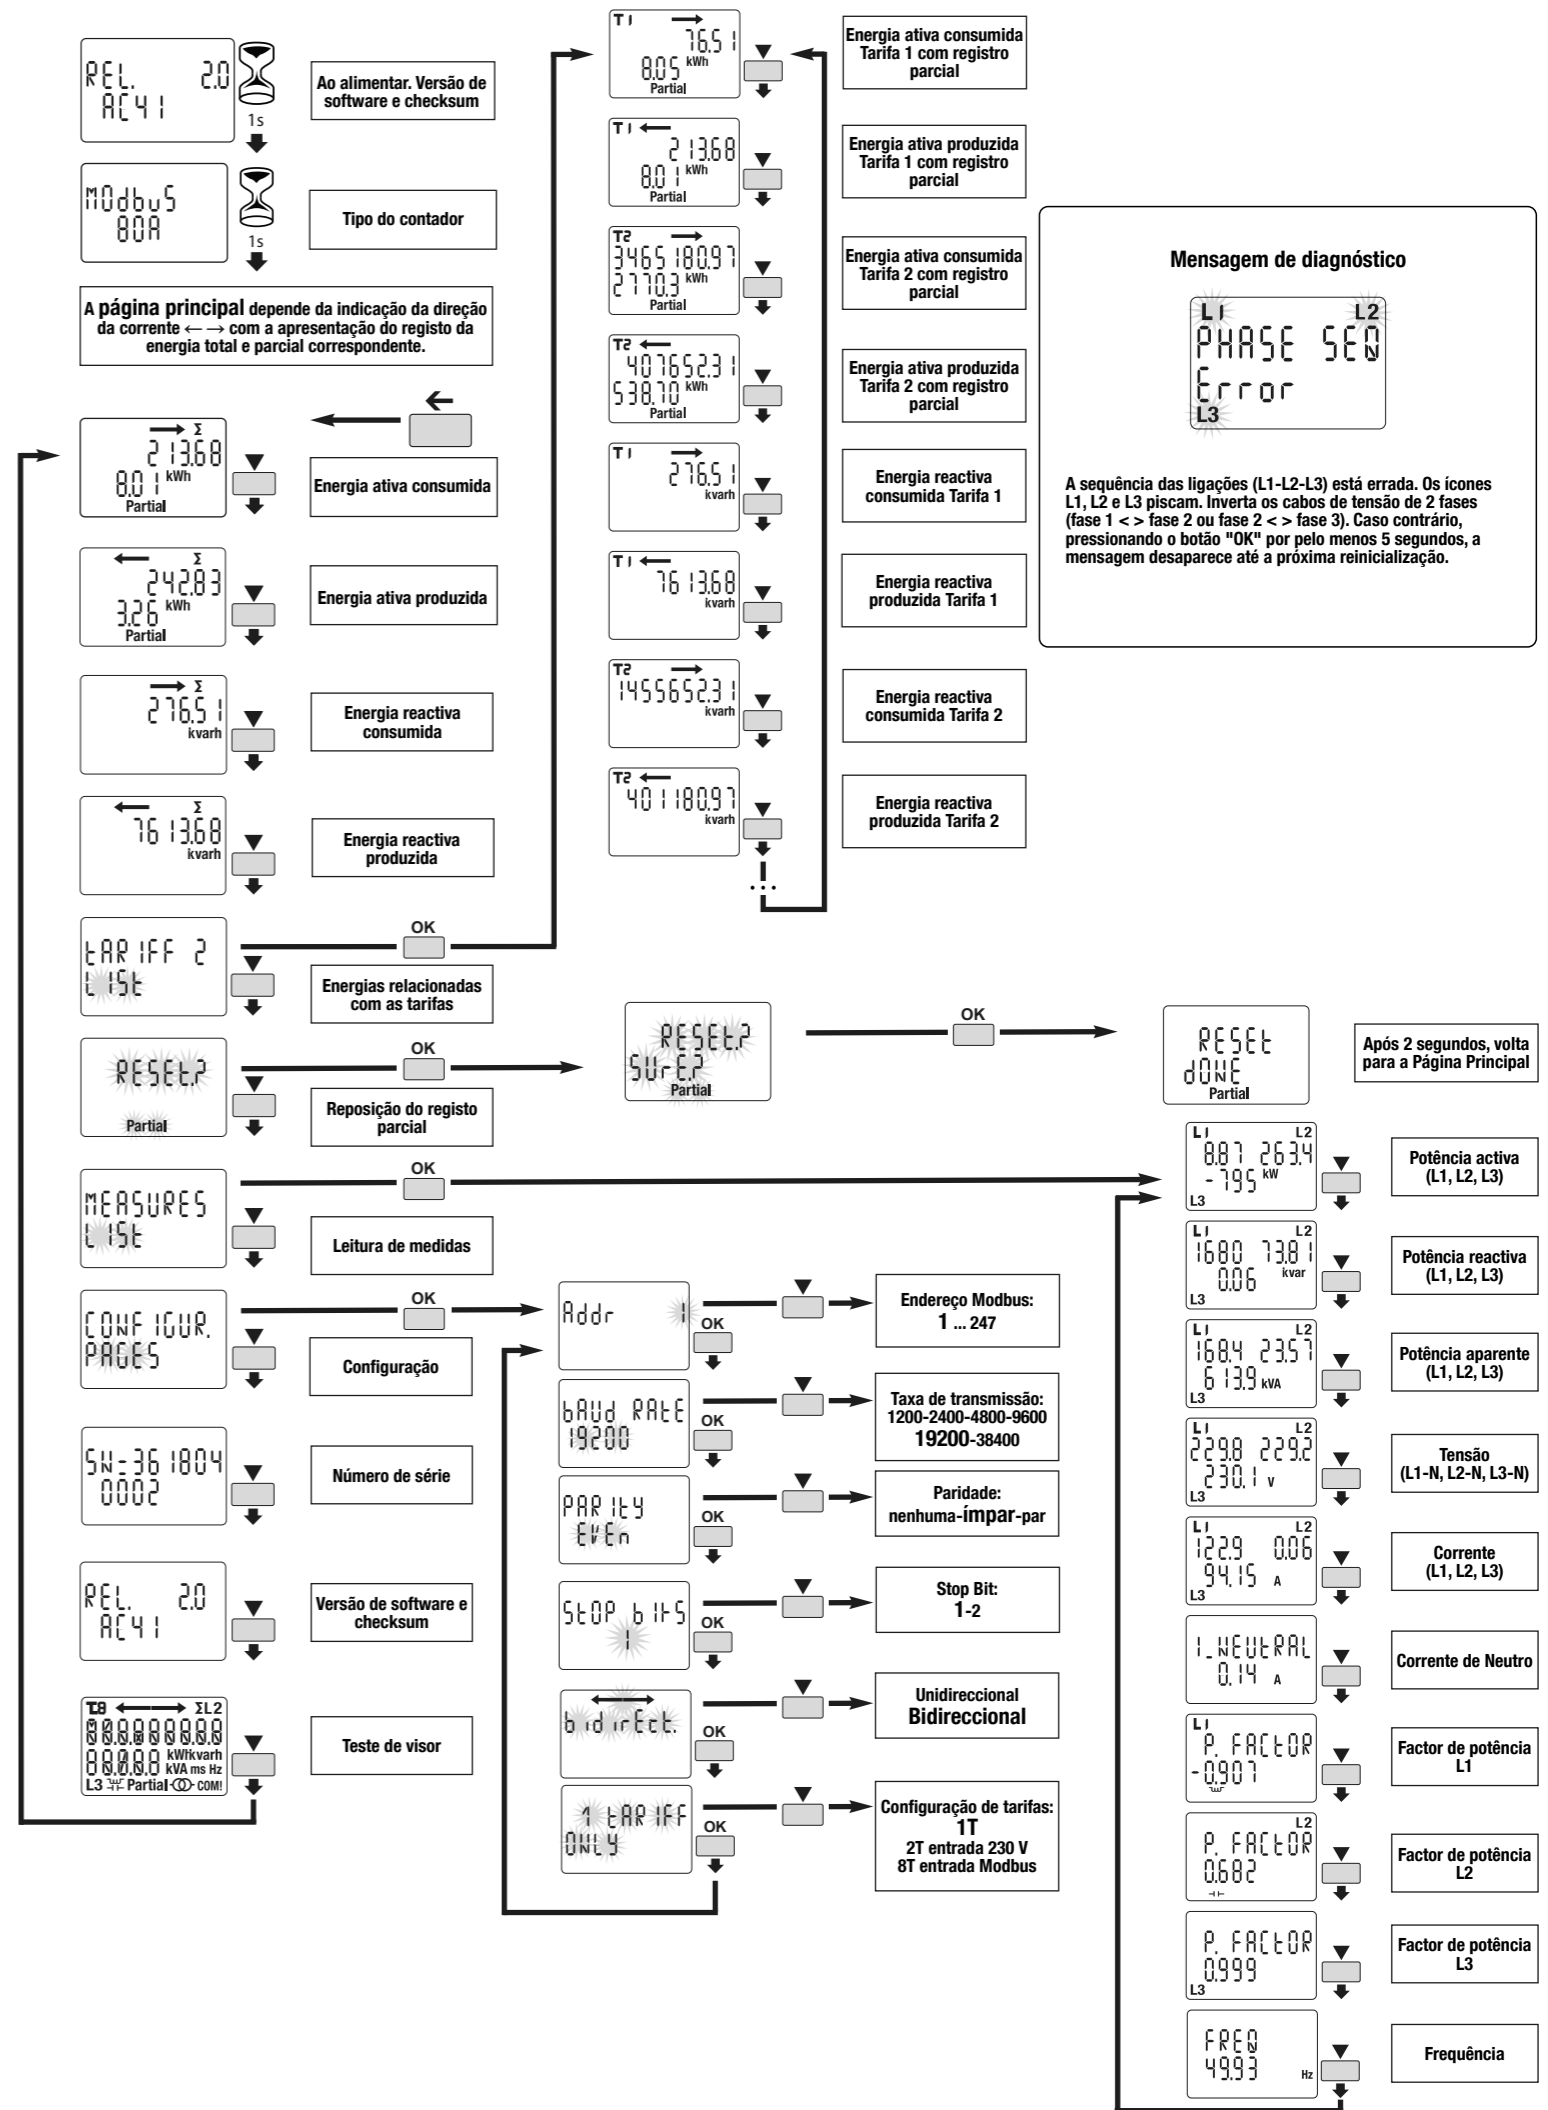 REL. 2.0
AC41
1s
Ao alimentar. Versão de
software e checksum
MOdbuS
80A
1s
Tipo do contador
A página principal depende da indicação da direção
da corrente ←→ com a apresentação do registo da
energia total e parcial correspondente.
←
→ Σ
213.68
8.01 kWh
Partial
Energia ativa consumida
← Σ
242.83
3.26 kWh
Partial
Energia ativa produzida
→ Σ
276.51
kvarh
Energia reactiva
consumida
← Σ
7613.68
kvarh
Energia reactiva
produzida
tARIFF 2
LISt
OK
Energias relacionadas
com as tarifas
RESEt.?
Partial
OK
Reposição do registo
parcial
RESEt.?
SUrE.?
Partial
OK
RESEt
dONE
Partial
Após 2 segundos, volta
para a Página Principal
MEASURES
LISt
OK
Leitura de medidas
CONFIGUR.
PAGES
OK
Configuração
SN=361804
0002
Número de série
REL. 2.0
AC41
Versão de software e
checksum
ΣL2
kWhkvarh
kVA ms Hz
L3 Partial COM!
Teste de visor
T1 →
76.51
8.05 kWh
Partial
Energia ativa consumida
Tarifa 1 com registro
parcial
T1 ←
213.68
8.01 kWh
Partial
Energia ativa produzida
Tarifa 1 com registro
parcial
T2 →
3465180.97
2770.3 kWh
Partial
Energia ativa consumida
Tarifa 2 com registro
parcial
T2 ←
407652.31
538.70 kWh
Partial
Energia ativa produzida
Tarifa 2 com registro
parcial
T1 →
276.51
kvarh
Energia reactiva
consumida Tarifa 1
T1 ←
7613.68
kvarh
Energia reactiva
produzida Tarifa 1
T2 →
1455652.31
kvarh
Energia reactiva
consumida Tarifa 2
T2 ←
401180.97
kvarh
Energia reactiva
produzida Tarifa 2
...
Mensagem de diagnóstico
L1 L2
PHASE SEQ
Error
L3
A sequência das ligações (L1-L2-L3) está errada. Os ícones
L1, L2 e L3 piscam. Inverta os cabos de tensão de 2 fases
(fase 1 < > fase 2 ou fase 2 < > fase 3). Caso contrário,
pressionando o botão "OK" por pelo menos 5 segundos, a
mensagem desaparece até a próxima reinicialização.
Addr 1
OK
Endereço Modbus:
1 ... 247
bAUd RAtE
19200
OK
Taxa de transmissão:
1200-2400-4800-9600
19200-38400
PARItY
EVEn
OK
Paridade:
nenhuma-ímpar-par
StOP bItS
1
OK
Stop Bit:
1-2
bidirEct.
OK
Unidireccional
Bidireccional
1 tARIFF
ONLY
OK
Configuração de tarifas:
1T
2T entrada 230 V
8T entrada Modbus
L1 L2
8.87 263.4
-795 kW
L3
Potência activa
(L1, L2, L3)
L1 L2
1680 73.81
0.06 kvar
L3
Potência reactiva
(L1, L2, L3)
L1 L2
168.4 23.57
613.9 kVA
L3
Potência aparente
(L1, L2, L3)
L1 L2
229.8 229.2
230.1 V
L3
Tensão
(L1-N, L2-N, L3-N)
L1 L2
122.9 0.06
94.15 A
L3
Corrente
(L1, L2, L3)
I_NEUtRAL
0.14 A
Corrente de Neutro
L1
P. FACtOR
-0.907
Factor de potência
L1
L2
P. FACtOR
0.682
Factor de potência
L2
P. FACtOR
0.999
L3
Factor de potência
L3
FREQ
49.93
Hz
Frequência